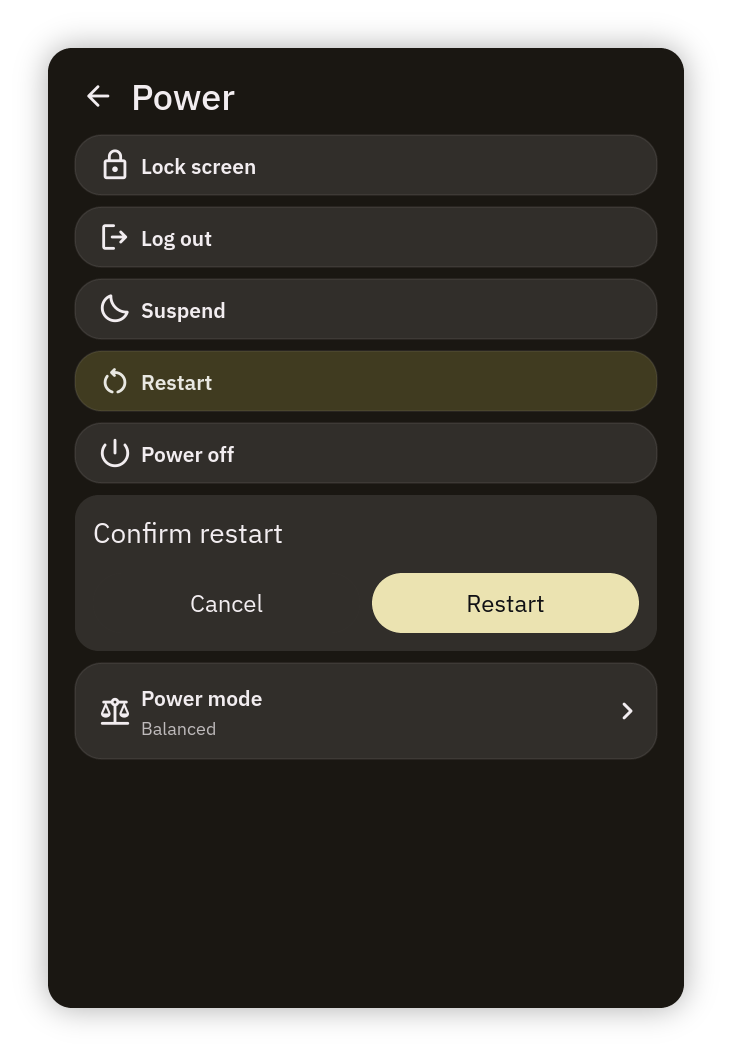 Power
Lock screen
Log out
Suspend
Restart
Power off
Confirm restart
Cancel
Restart
Power mode
Balanced